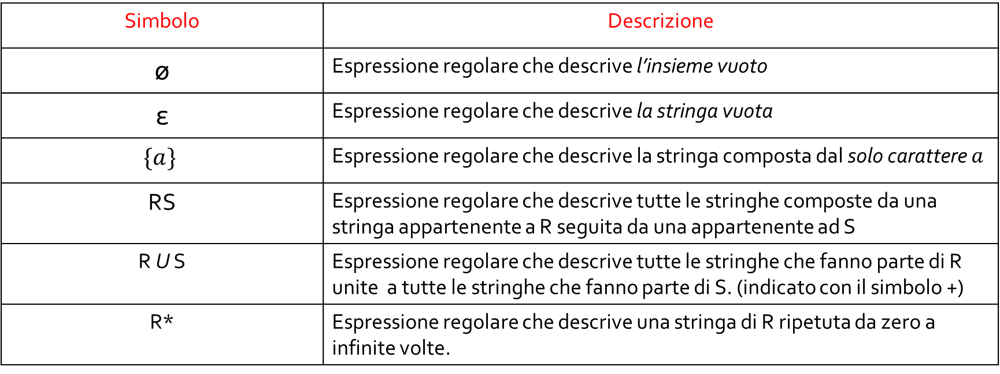 Simbolo Descrizione
ø Espressione regolare che descrive l’insieme vuoto
ε Espressione regolare che descrive la stringa vuota
{a} Espressione regolare che descrive la stringa composta dal solo carattere a
RS Espressione regolare che descrive tutte le stringhe composte da una
stringa appartenente a R seguita da una appartenente ad S
R U S Espressione regolare che descrive tutte le stringhe che fanno parte di R
unite a tutte le stringhe che fanno parte di S. (indicato con il simbolo +)
R* Espressione regolare che descrive una stringa di R ripetuta da zero a
infinite volte.